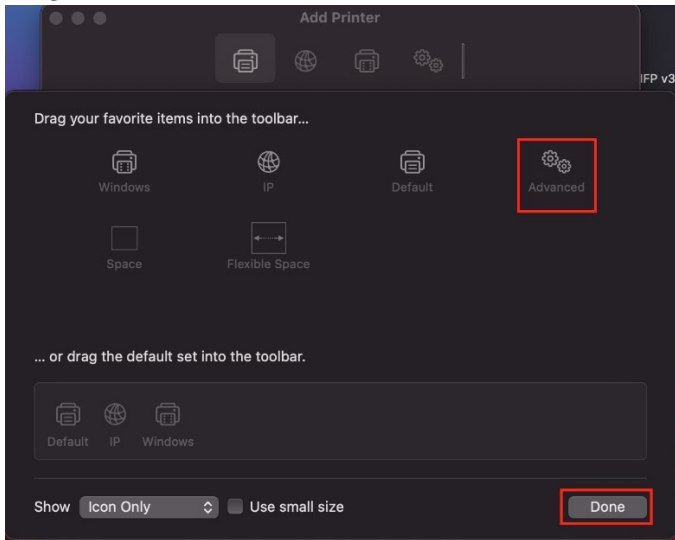 Add Printer
IFP v3
Drag your favorite items into the toolbar...
Windows IP Default Advanced
Space Flexible Space
... or drag the default set into the toolbar.
Default IP Windows
Show Icon Only Use small size Done